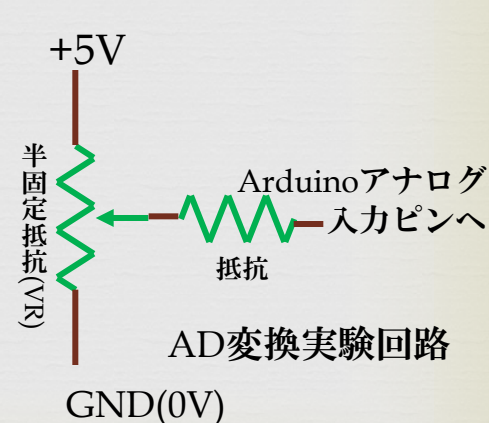 +5V
半固定抵抗(VR)
Arduinoアナログ
入力ピンへ
抵抗
AD変換実験回路
GND(0V)